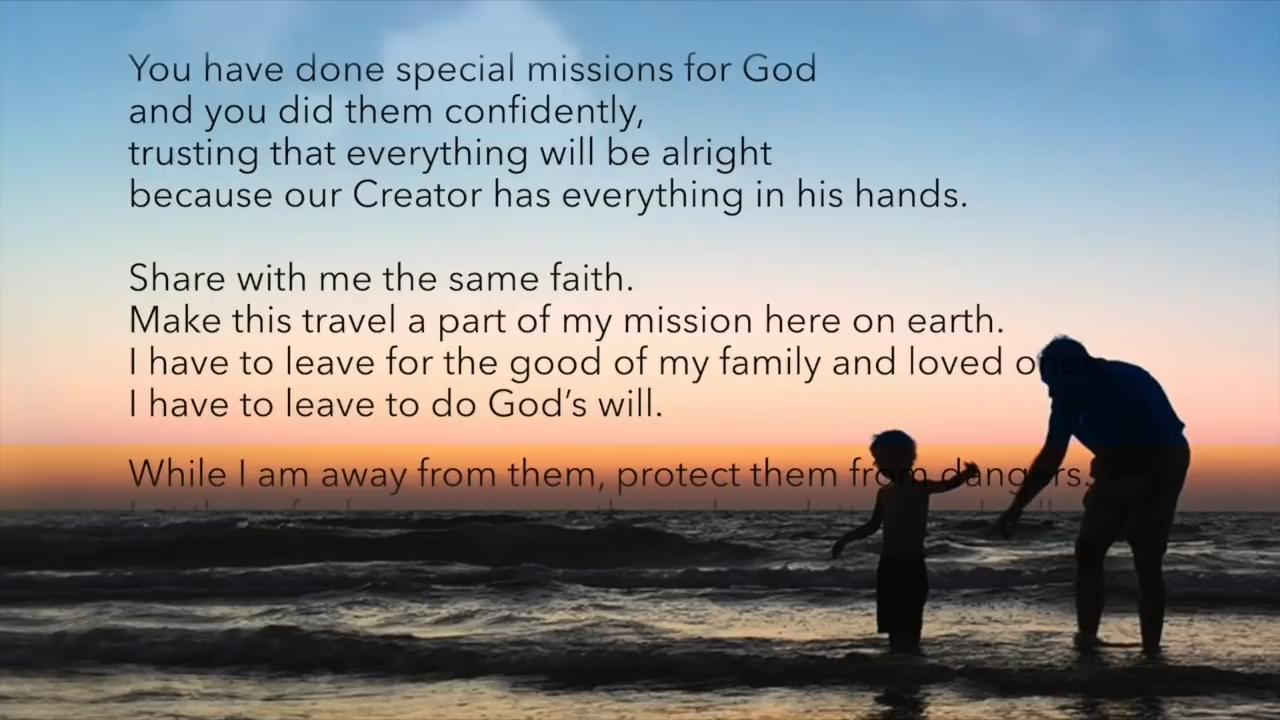 You have done special missions for God
and you did them confidently,
trusting that everything will be alright
because our Creator has everything in his hands.
Share with me the same faith.
Make this travel a part of my mission here on earth.
I have to leave for the good of my family and loved ones.
I have to leave to do God’s will.
While I am away from them, protect them from dangers.